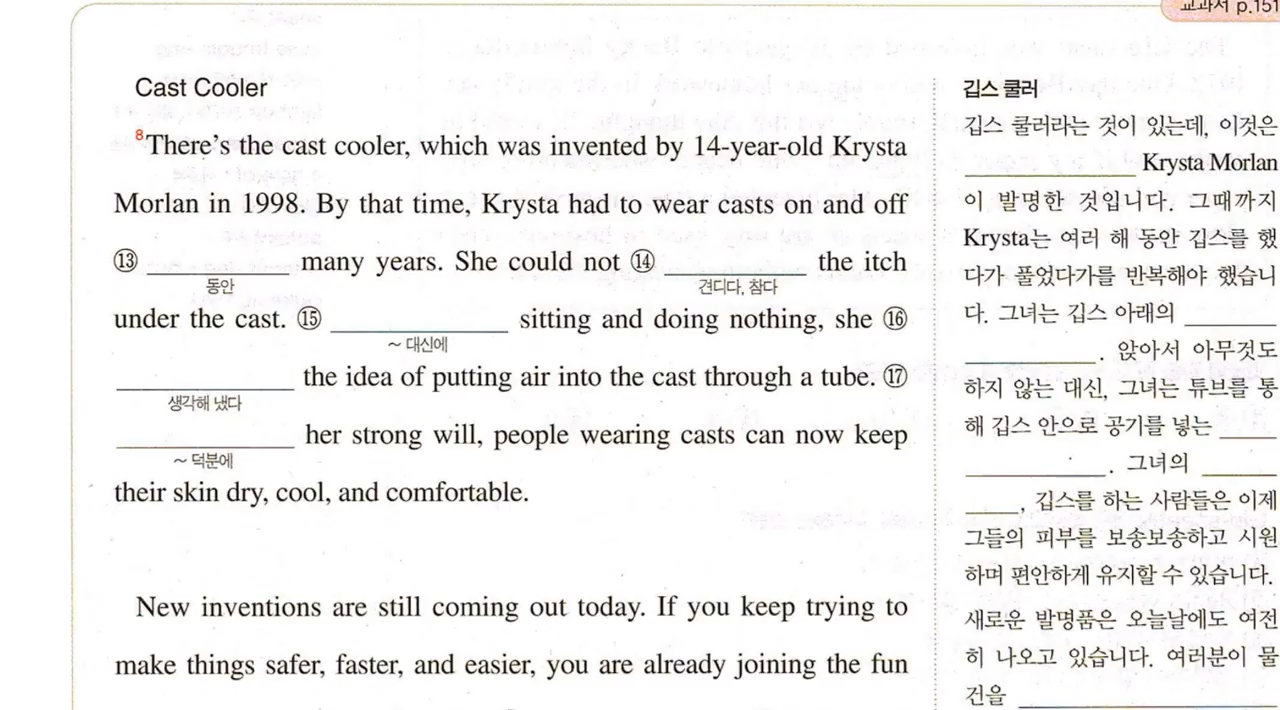 교과서 p.151
Cast Cooler
8There's the cast cooler, which was invented by 14-year-old Krysta
Morlan in 1998. By that time, Krysta had to wear casts on and off
⑬ ____________ many years. She could not ⑭ ____________ the itch
동안 견디다, 참다
under the cast. ⑮ ____________ sitting and doing nothing, she ⑯
~ 대신에
____________ the idea of putting air into the cast through a tube. ⑰
생각해 냈다
____________ her strong will, people wearing casts can now keep
~ 덕분에
their skin dry, cool, and comfortable.
New inventions are still coming out today. If you keep trying to
make things safer, faster, and easier, you are already joining the fun
깁스 쿨러
깁스 쿨러라는 것이 있는데, 이것은
____________ Krysta Morlan
이 발명한 것입니다. 그때까지
Krysta는 여러 해 동안 깁스를 했
다가 풀었다가를 반복해야 했습니
다. 그녀는 깁스 아래의 ________
____________. 앉아서 아무것도
하지 않는 대신, 그녀는 튜브를 통
해 깁스 안으로 공기를 넣는 _____
____________. 그녀의 ______
_____, 깁스를 하는 사람들은 이제
그들의 피부를 보송보송하고 시원
하며 편안하게 유지할 수 있습니다.
새로운 발명품은 오늘날에도 여전
히 나오고 있습니다. 여러분이 물
건을 ____________